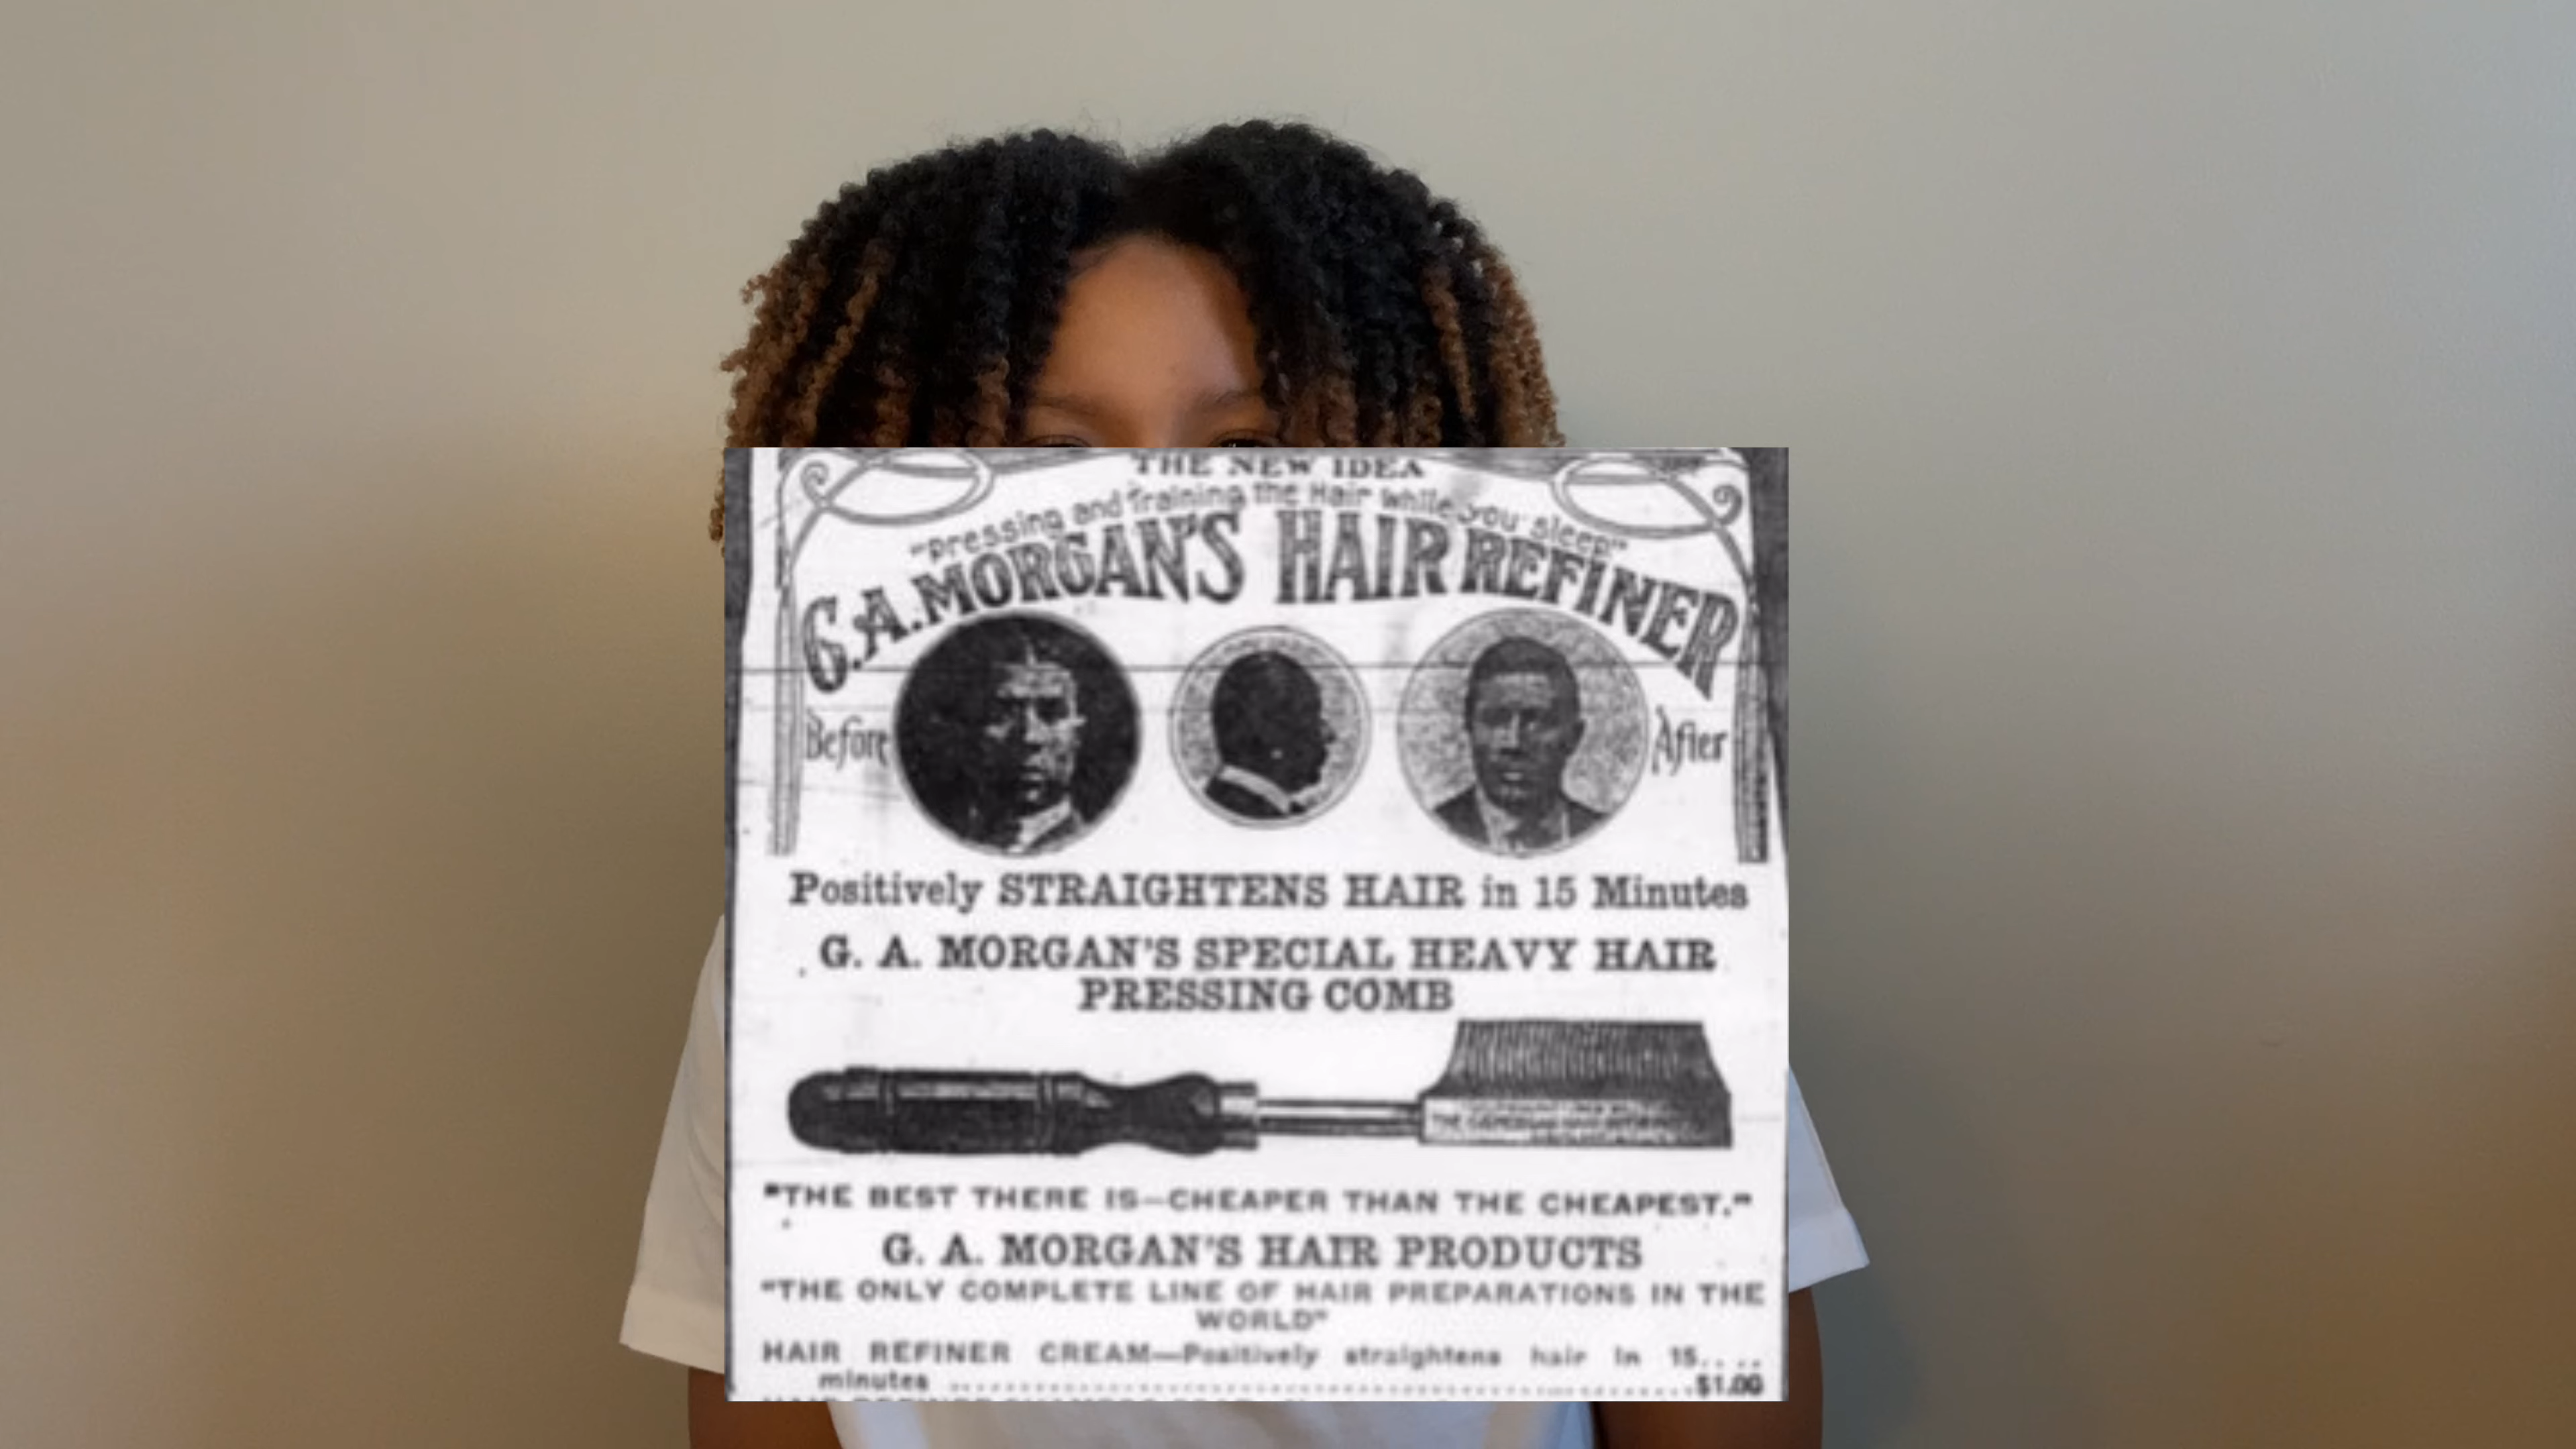 THE NEW IDEA
"Pressing and Training the Hair while you sleep"
G.A. MORGAN'S HAIR REFINER
Before
After
Positively STRAIGHTENS HAIR in 15 Minutes
G. A. MORGAN'S SPECIAL HEAVY HAIR
PRESSING COMB
"THE BEST THERE IS—CHEAPER THAN THE CHEAPEST."
G. A. MORGAN'S HAIR PRODUCTS
"THE ONLY COMPLETE LINE OF HAIR PREPARATIONS IN THE
WORLD"
HAIR REFINER CREAM—Positively straightens hair in 15....
minutes ........................................$1.00